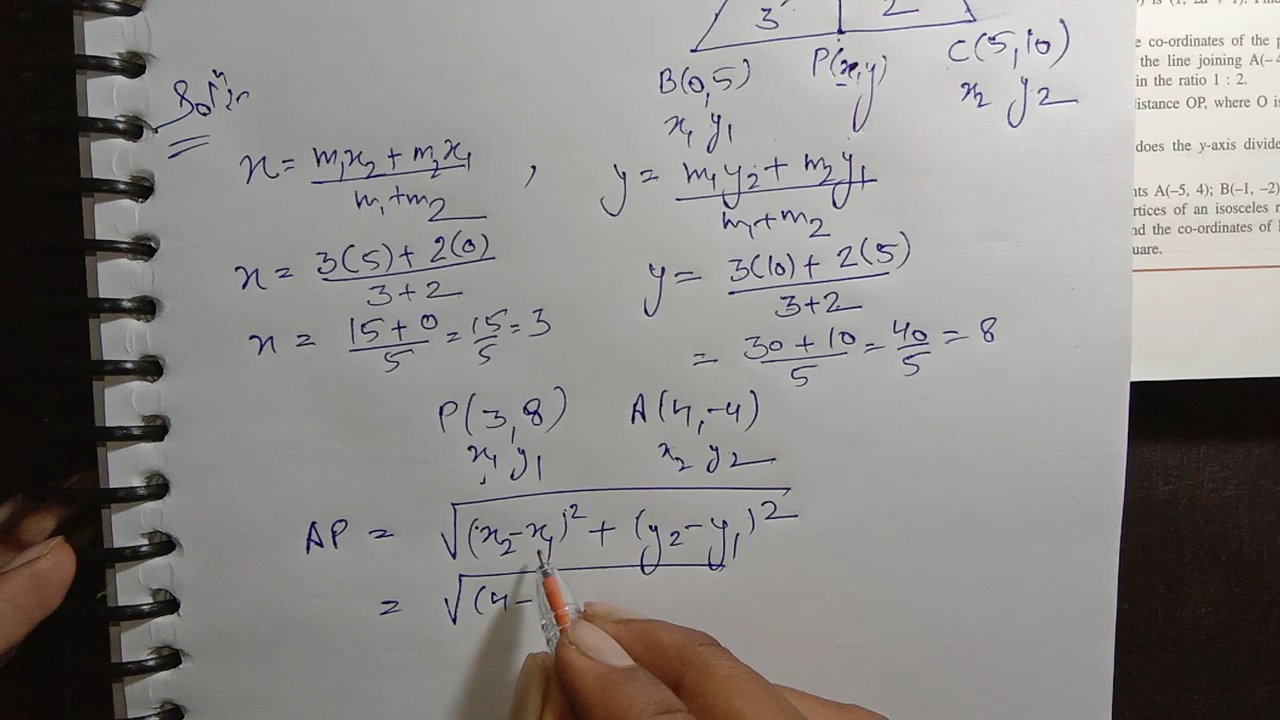 3 2
B(0,5) P(x,y) C(5,10)
x₁ y₁ x₂ y₂
Solⁿ
x = m₁x₂ + m₂x₁ / m₁+m₂ , y = m₁y₂ + m₂y₁ / m₁+m₂
x = 3(5) + 2(0) / 3+2 y = 3(10) + 2(5) / 3+2
x = 15+0 / 5 = 15/5 = 3 = 30+10 / 5 = 40/5 = 8
P(3,8) A(4,-4)
x₁ y₁ x₂ y₂
AP = √(x₂-x₁)² + (y₂-y₁)²
= √(4-
e co-ordinates of the
the line joining A(-4
in the ratio 1 : 2.
distance OP, where O is
does the y-axis divide
nts A(–5, 4); B(–1, –2)
rtices of an isosceles
nd the co-ordinates of
uare.